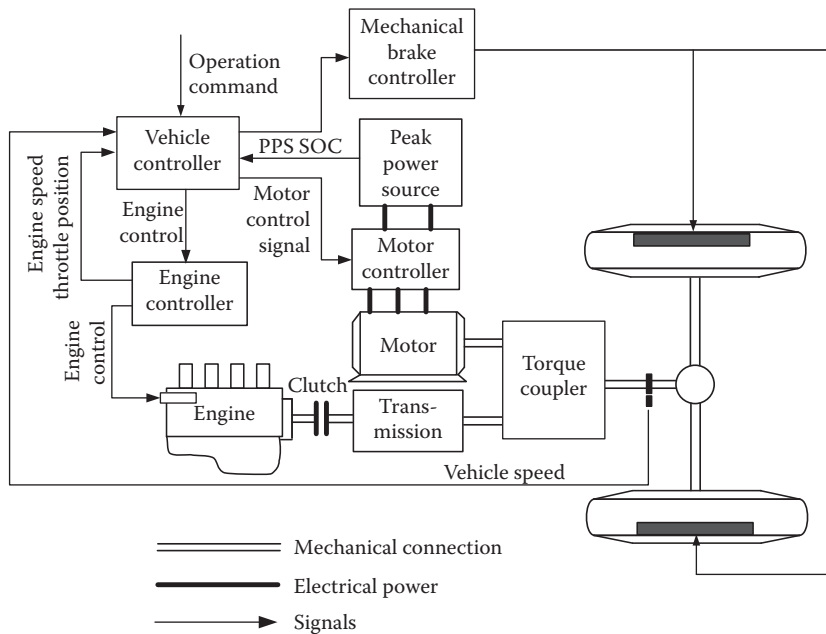 Mechanical
brake
controller
Operation
command
Vehicle
controller
PPS SOC
Peak
power
source
Engine speed
throttle position
Engine
control
Motor
control
signal
Motor
controller
Engine
controller
Engine
control
Motor
Torque
coupler
Clutch
Engine
Trans-
mission
Vehicle speed
Mechanical connection
Electrical power
Signals